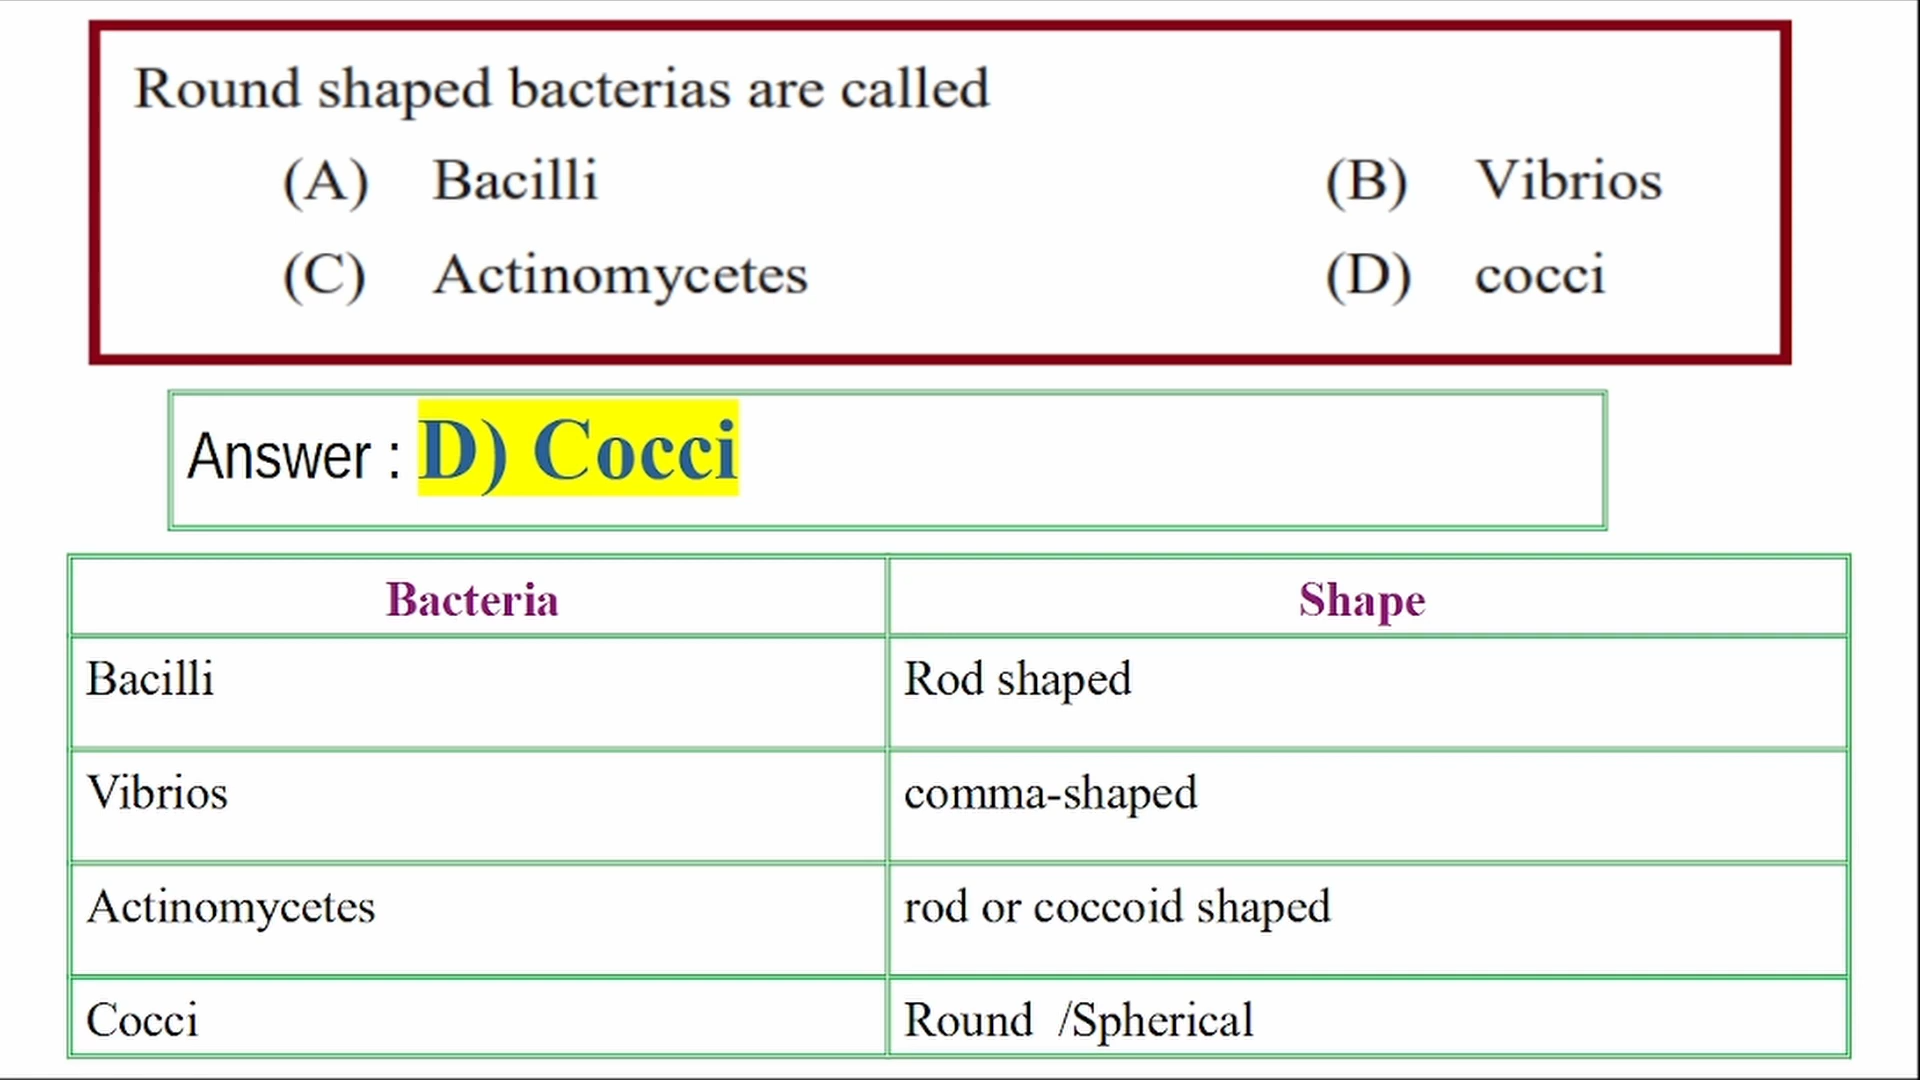 Round shaped bacterias are called
(A) Bacilli (B) Vibrios
(C) Actinomycetes (D) cocci
Answer : D) Cocci
Bacteria Shape
Bacilli Rod shaped
Vibrios comma-shaped
Actinomycetes rod or coccoid shaped
Cocci Round /Spherical